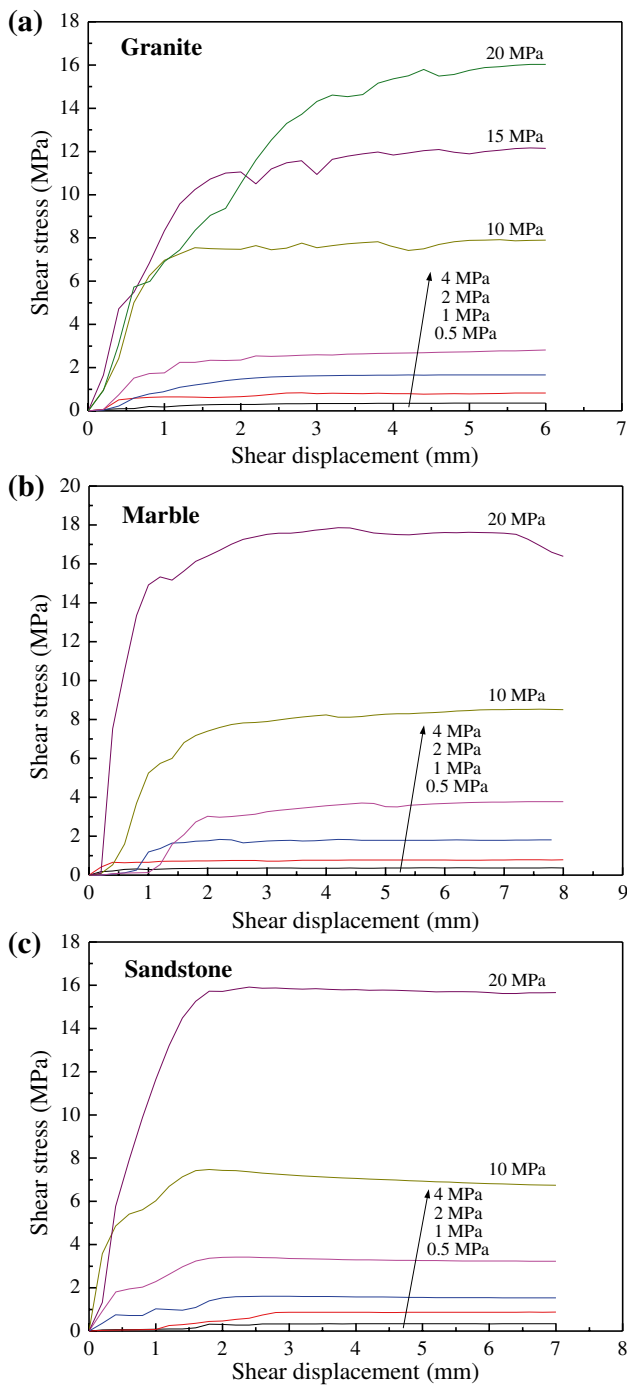 (a)
Granite
Shear stress (MPa)
18
16
14
12
10
8
6
4
2
0
20 MPa
15 MPa
10 MPa
4 MPa
2 MPa
1 MPa
0.5 MPa
0 1 2 3 4 5 6 7
Shear displacement (mm)
(b)
Marble
Shear stress (MPa)
20
18
16
14
12
10
8
6
4
2
0
20 MPa
10 MPa
4 MPa
2 MPa
1 MPa
0.5 MPa
0 1 2 3 4 5 6 7 8 9
Shear displacement (mm)
(c)
Sandstone
Shear stress (MPa)
18
16
14
12
10
8
6
4
2
0
20 MPa
10 MPa
4 MPa
2 MPa
1 MPa
0.5 MPa
0 1 2 3 4 5 6 7 8
Shear displacement (mm)